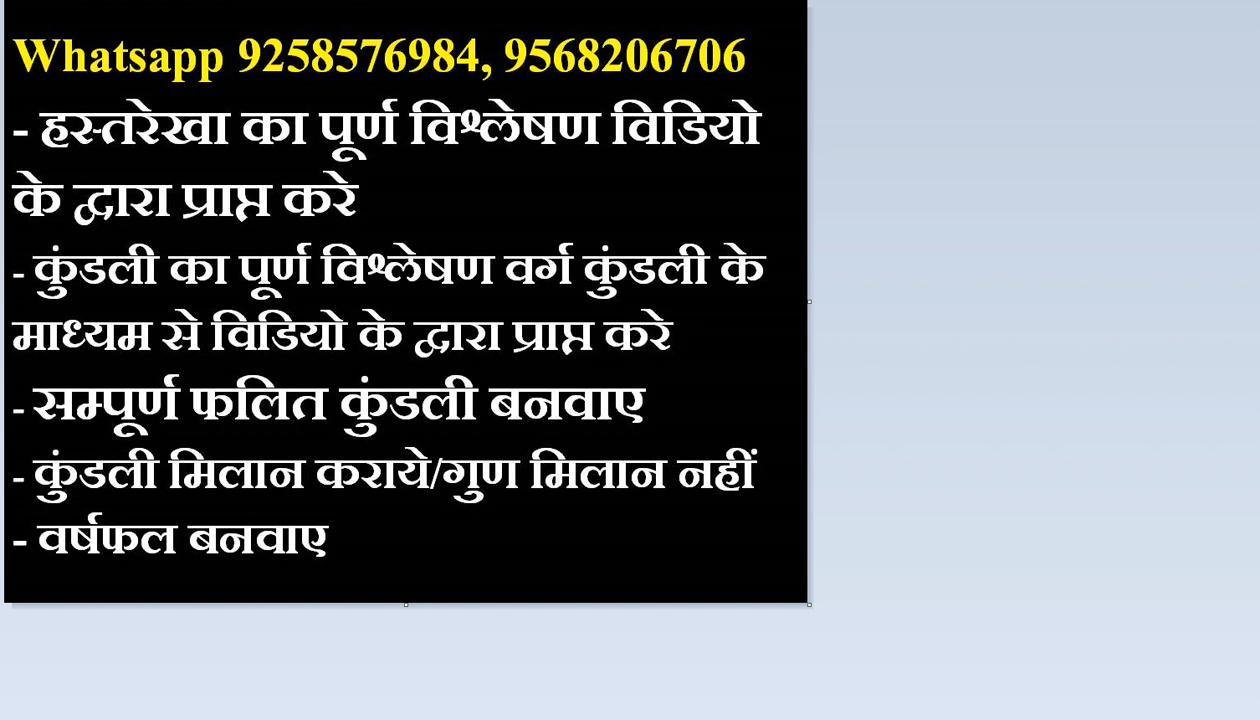 Whatsapp 9258576984, 9568206706
- हस्तरेखा का पूर्ण विश्लेषण विडियो
के द्वारा प्राप्त करे
- कुंडली का पूर्ण विश्लेषण वर्ग कुंडली के
माध्यम से विडियो के द्वारा प्राप्त करे
- सम्पूर्ण फलित कुंडली बनवाए
- कुंडली मिलान कराये/गुण मिलान नहीं
- वर्षफल बनवाए